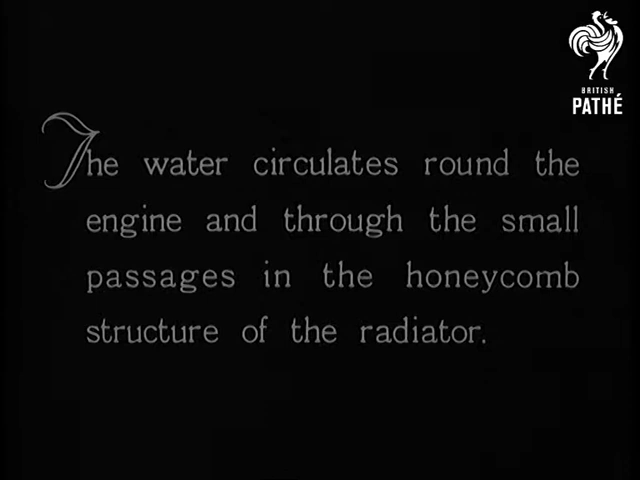 BRITISH
PATHÉ
The water circulates round the
engine and through the small
passages in the honeycomb
structure of the radiator.